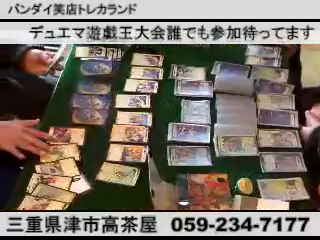 バンダイ笑店トレカランド
デュエマ遊戯王大会誰でも参加待ってます
三重県津市高茶屋 059-234-7177